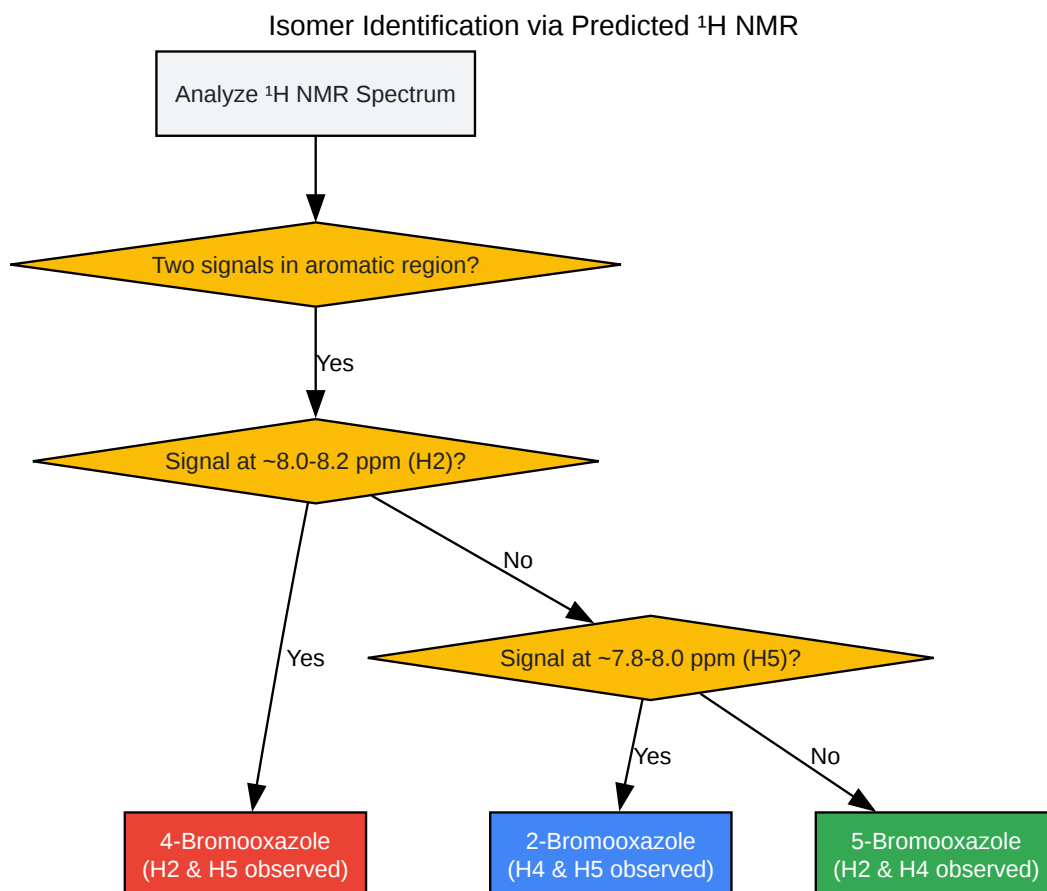 Isomer Identification via Predicted ¹H NMR
Analyze ¹H NMR Spectrum
Two signals in aromatic region?
Yes
Signal at ~8.0-8.2 ppm (H2)?
No
Yes
Signal at ~7.8-8.0 ppm (H5)?
Yes
No
4-Bromooxazole
(H2 & H5 observed)
2-Bromooxazole
(H4 & H5 observed)
5-Bromooxazole
(H2 & H4 observed)